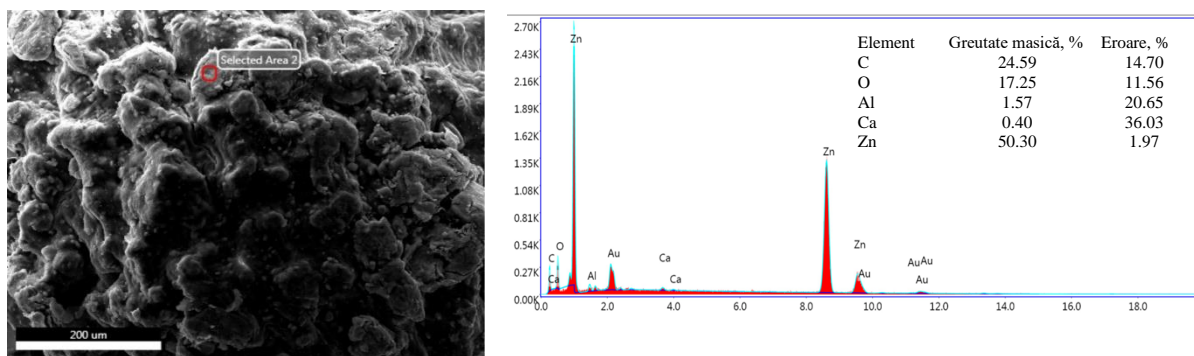 Selected Area 2
200 um
Element Greutate masică, % Eroare, %
C 24.59 14.70
O 17.25 11.56
Al 1.57 20.65
Ca 0.40 36.03
Zn 50.30 1.97
2.70K
2.43K
2.16K
1.89K
1.62K
1.35K
1.08K
0.81K
0.54K
0.27K
0.00K
Zn
C
O
Ca
Al
Au
Ca
Ca
Zn
Zn
Au
Au Au
Au
0.0 2.0 4.0 6.0 8.0 10.0 12.0 14.0 16.0 18.0